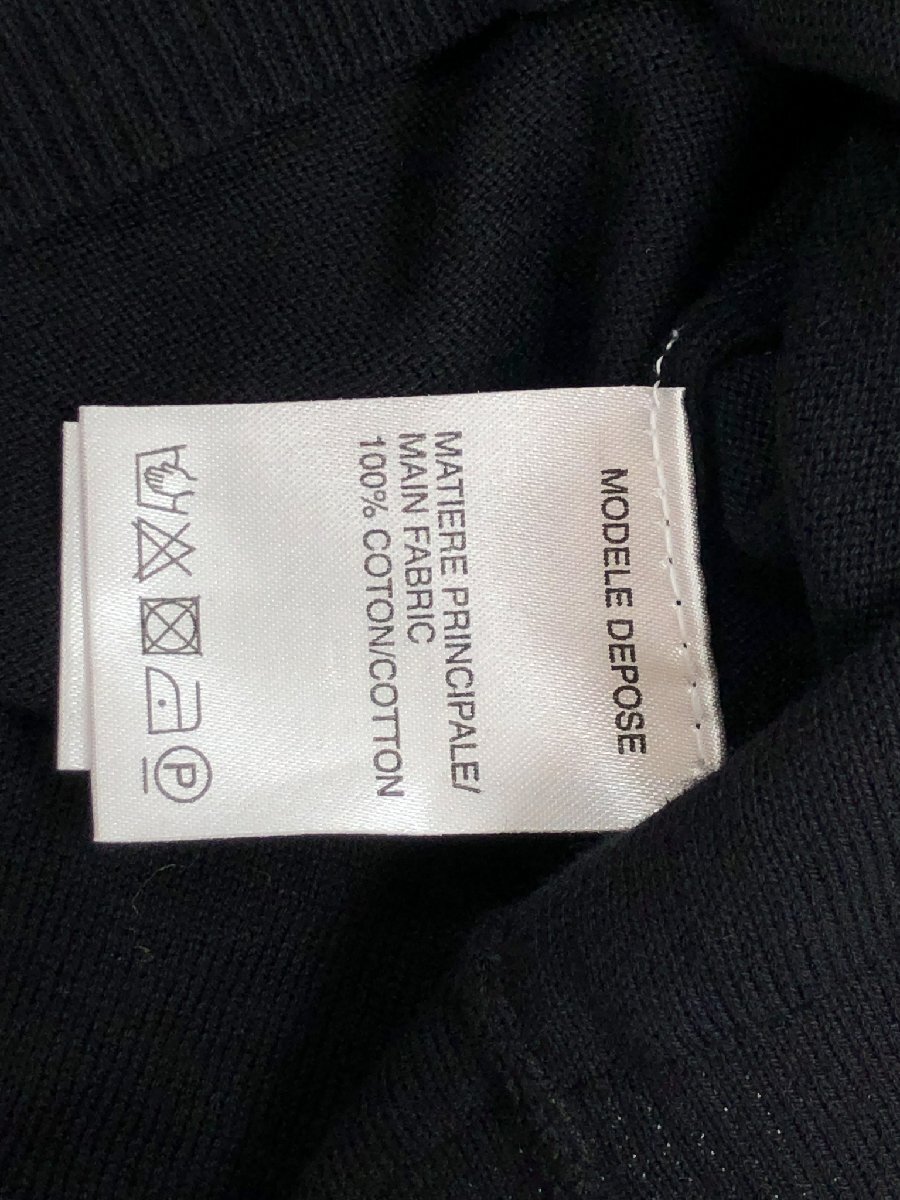 MODELE DEPOSE
MATIERE PRINCIPALE/
MAIN FABRIC
100% COTON/COTTON
P